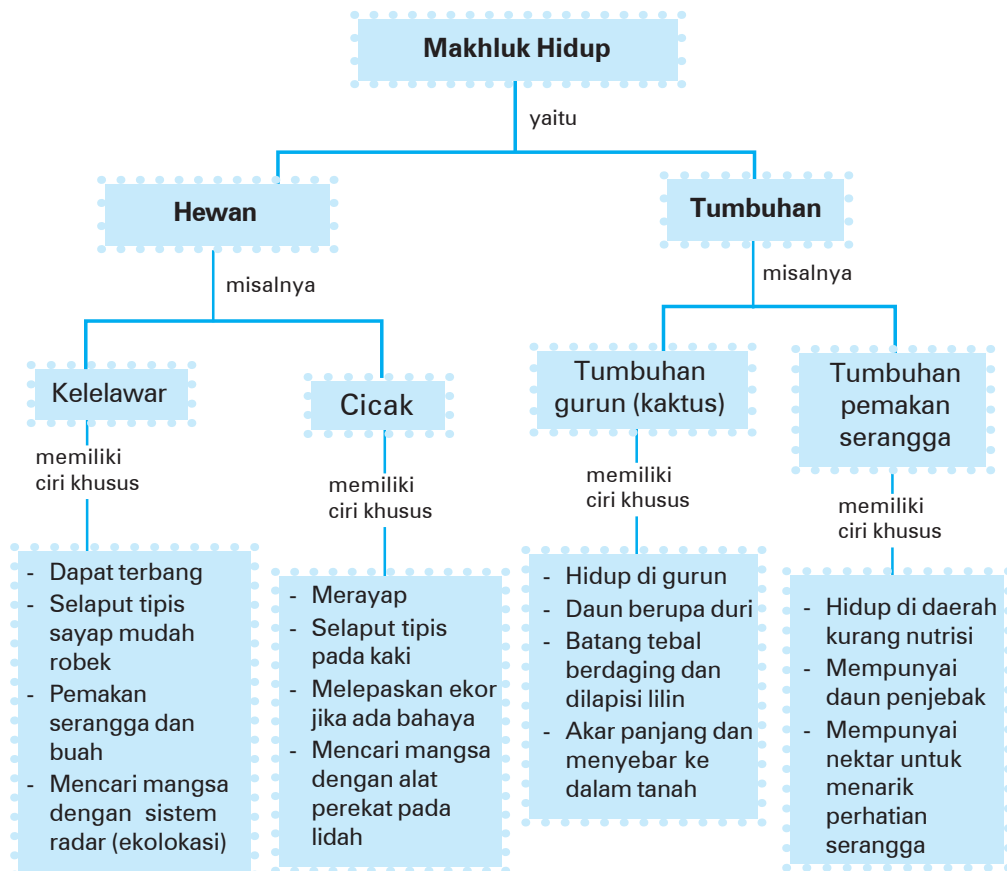 Makhluk Hidup
yaitu
Hewan
Tumbuhan
misalnya
misalnya
Kelelawar
Cicak
Tumbuhan
gurun (kaktus)
Tumbuhan
pemakan
serangga
memiliki
ciri khusus
memiliki
ciri khusus
memiliki
ciri khusus
memiliki
ciri khusus
- Dapat terbang
- Selaput tipis
sayap mudah
robek
- Pemakan
serangga dan
buah
- Mencari mangsa
dengan sistem
radar (ekolokasi)
- Merayap
- Selaput tipis
pada kaki
- Melepaskan ekor
jika ada bahaya
- Mencari mangsa
dengan alat
perekat pada
lidah
- Hidup di gurun
- Daun berupa duri
- Batang tebal
berdaging dan
dilapisi lilin
- Akar panjang dan
menyebar ke
dalam tanah
- Hidup di daerah
kurang nutrisi
- Mempunyai
daun penjebak
- Mempunyai
nektar untuk
menarik
perhatian
serangga